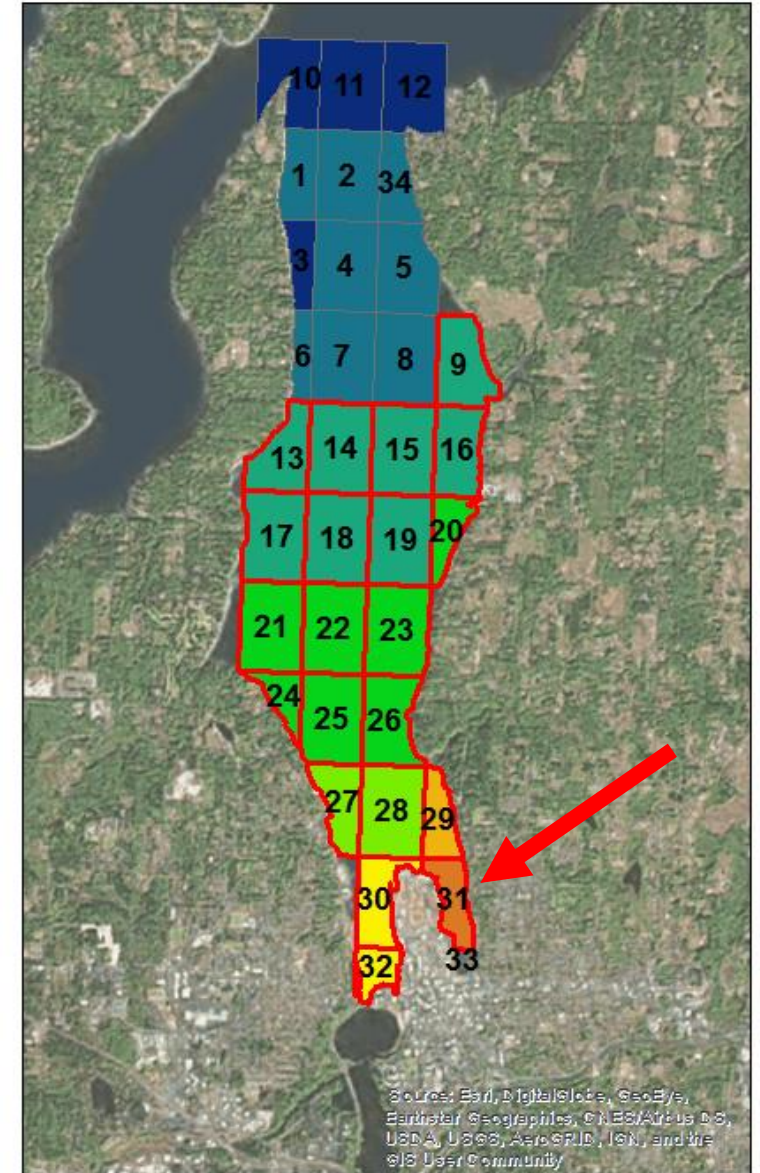 10 11 12
1 2 34
3 4 5
6 7 8 9
13 14 15 16
17 18 19 20
21 22 23
24 25 26
27 28 29
30 31
32 33
Source: Esri, DigitalGlobe, GeoEye,
Earthstar Geographics, CNES/Airbus DS,
USDA, USGS, AeroGRID, IGN, and the
GIS User Community